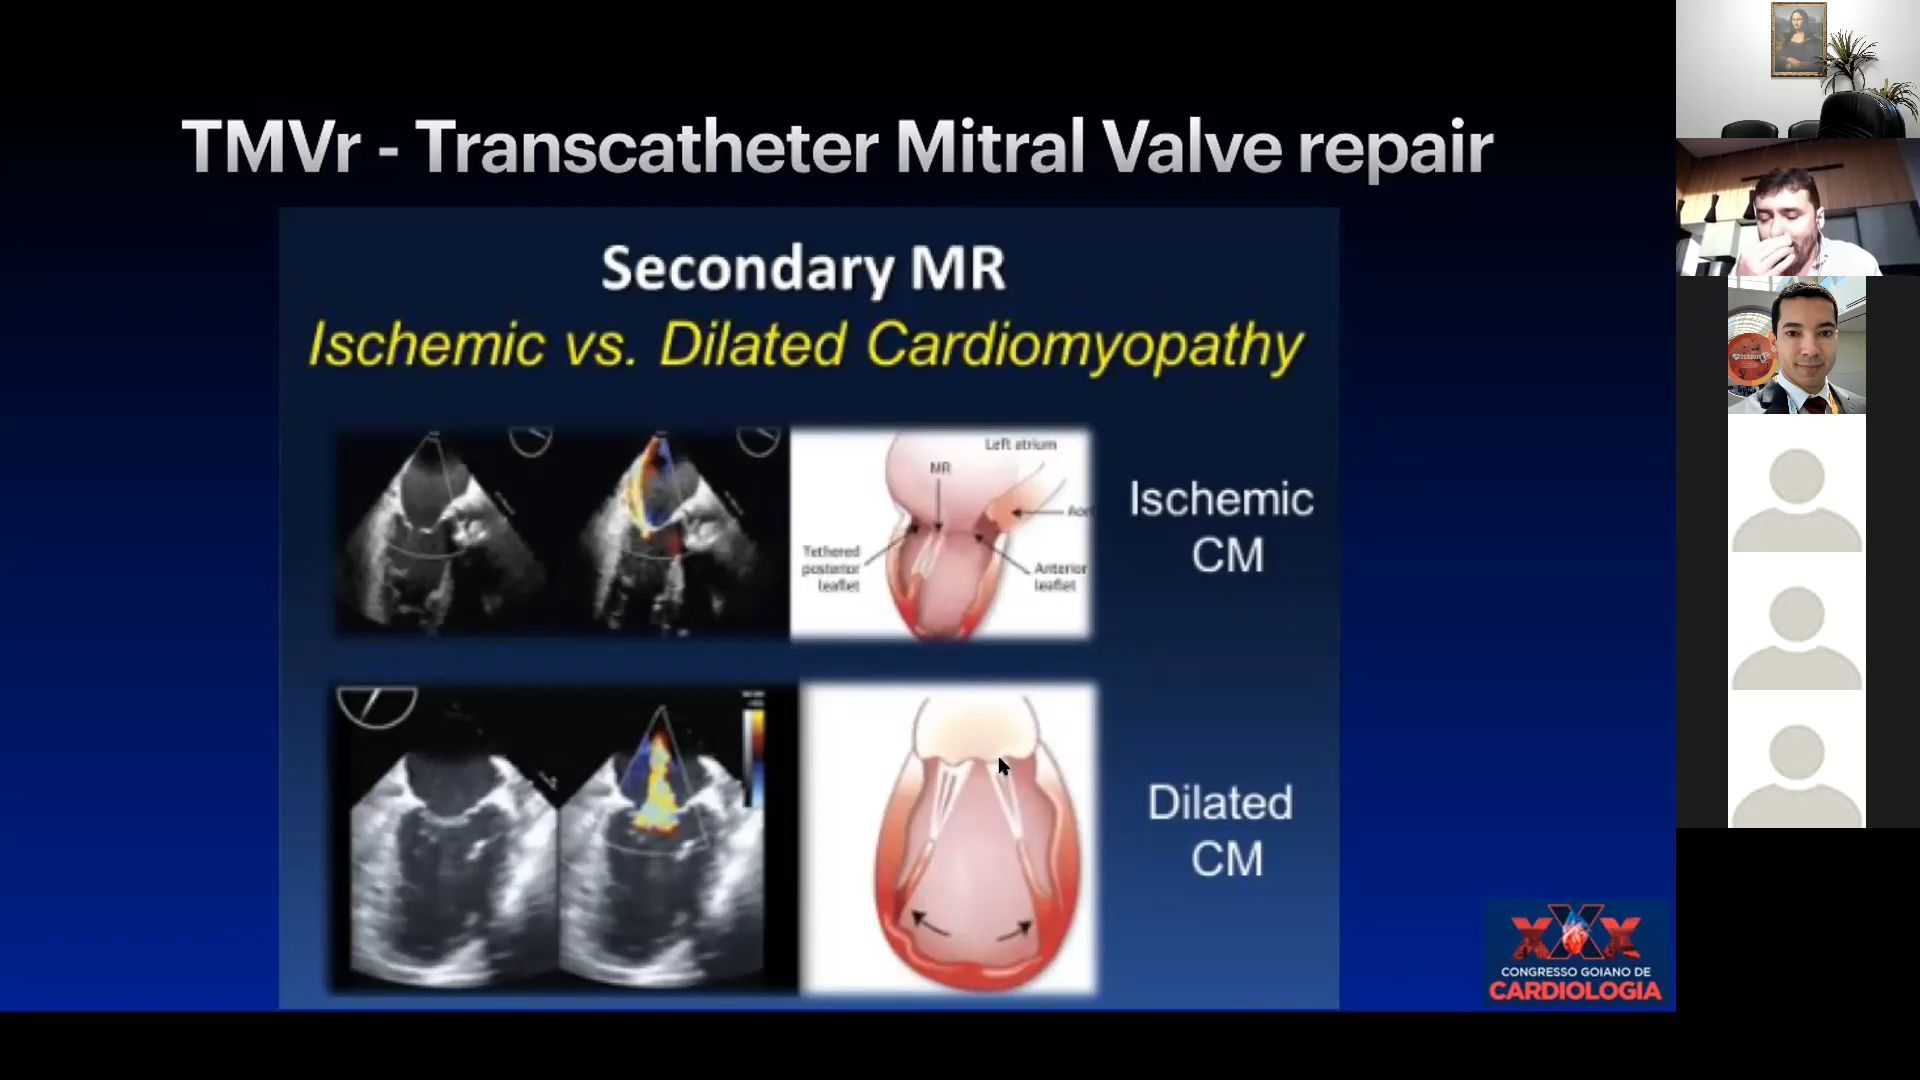 TMVr - Transcatheter Mitral Valve repair
Secondary MR
Ischemic vs. Dilated Cardiomyopathy
Left atrium
MR
Tethered
posterior
leaflet
Anterior
leaflet
Ischemic
CM
Dilated
CM
XXX
CONGRESSO GOIANO DE
CARDIOLOGIA